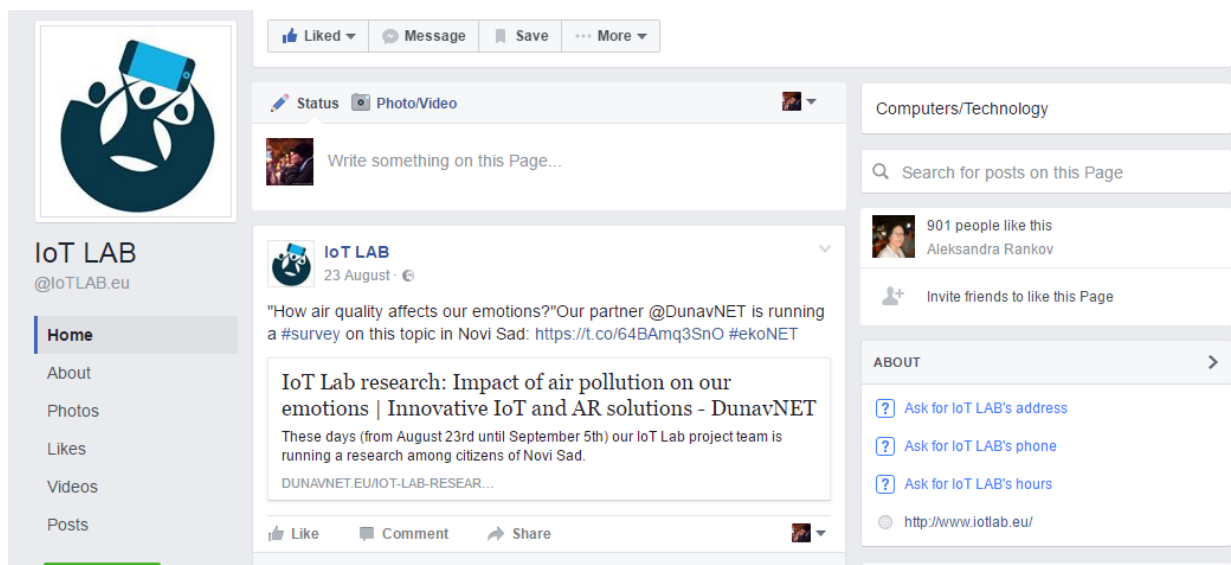 Liked
Message
Save
More
Status
Photo/Video
Write something on this Page...
IoT LAB
@IoTLAB.eu
Home
About
Photos
Likes
Videos
Posts
IoT LAB
23 August ·
"How air quality affects our emotions?"Our partner @DunavNET is running
a #survey on this topic in Novi Sad: https://t.co/64BAmq3SnO #ekoNET
IoT Lab research: Impact of air pollution on our
emotions | Innovative IoT and AR solutions - DunavNET
These days (from August 23rd until September 5th) our IoT Lab project team is
running a research among citizens of Novi Sad.
DUNAVNET.EU/IOT-LAB-RESEAR...
Like
Comment
Share
Computers/Technology
Search for posts on this Page
901 people like this
Aleksandra Rankov
Invite friends to like this Page
ABOUT
Ask for IoT LAB's address
Ask for IoT LAB's phone
Ask for IoT LAB's hours
http://www.iotlab.eu/